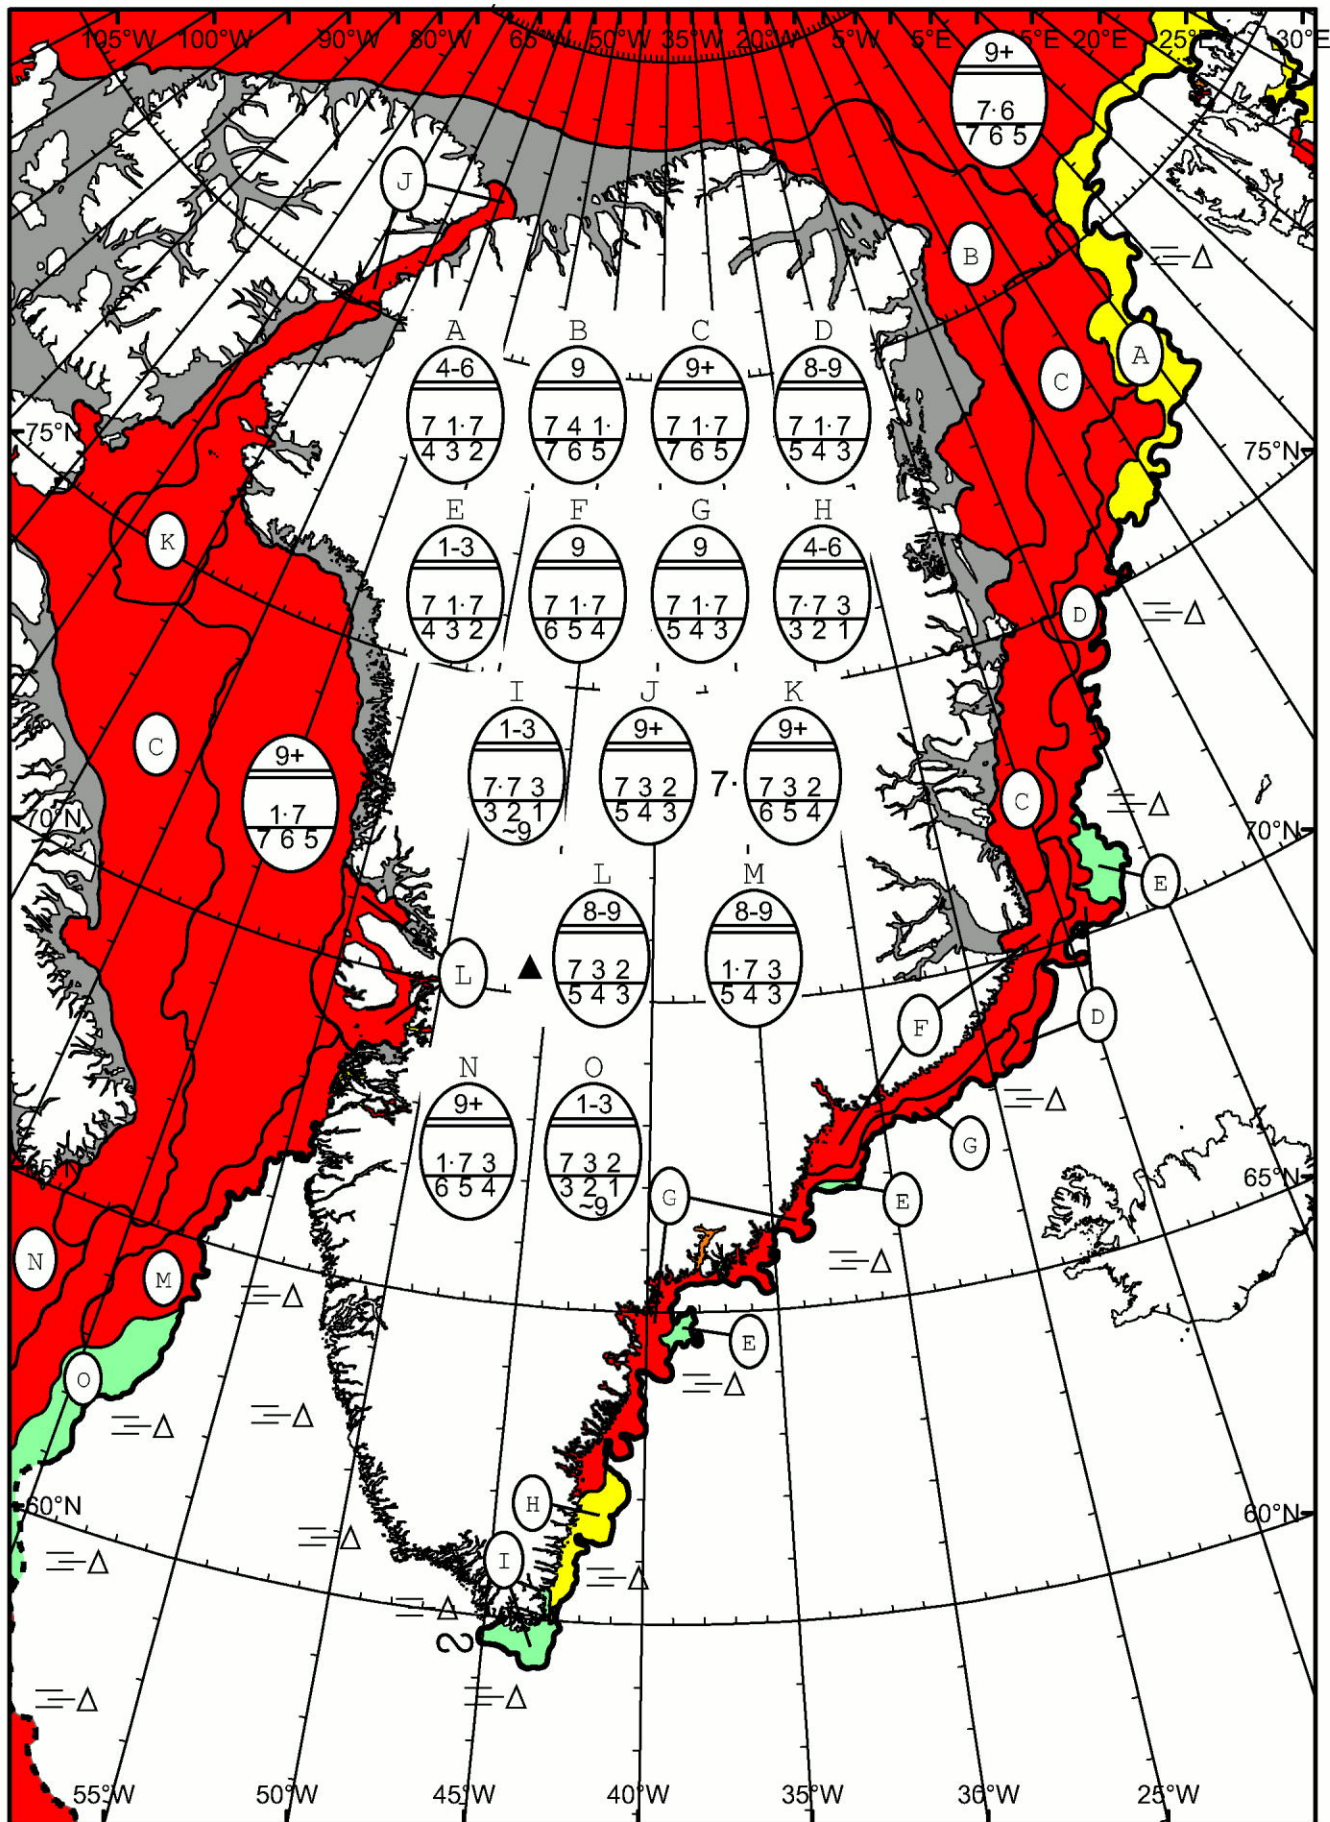 105°W 100°W 90°W 80°W 65°W 50°W 35°W 20°W 5°W 5°E 15°E 20°E 25°E 30°E
9+
7·6
7 6 5
J
B
75°N
A B C D
4-6 9 9+ 8-9
7 1·7 7 4 1· 7 1·7 7 1·7
4 3 2 7 6 5 7 6 5 5 4 3
A
C
75°N
K
E F G H
1-3 9 9 4-6
7 1·7 7 1·7 7 1·7 7·7 3
4 3 2 6 5 4 5 4 3 3 2 1
D
C
I J K
1-3 9+ 9+
7·7 3 7 3 2 7· 7 3 2
3 2 1 5 4 3 6 5 4
~9
9+
1·7
7 6 5
C
70°N
70°N
E
L M
8-9 8-9
7 3 2 1·7 3
5 4 3 5 4 3
L
F
D
N O
9+ 1-3
1·7 3 7 3 2
6 5 4 3 2 1
~9
G
65°N
65°N
G
E
N
M
E
O
H
60°N
60°N
I
55°W 50°W 45°W 40°W 35°W 30°W 25°W